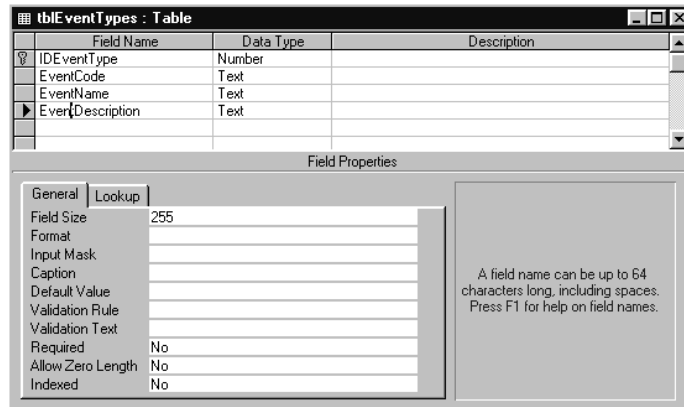 tblEventTypes : Table
Field Name Data Type Description
IDEventType Number
EventCode Text
EventName Text
EventDescription Text
Field Properties
General Lookup
Field Size 255
Format
Input Mask
Caption
Default Value
Validation Rule
Validation Text
Required No
Allow Zero Length No
Indexed No
A field name can be up to 64
characters long, including spaces.
Press F1 for help on field names.